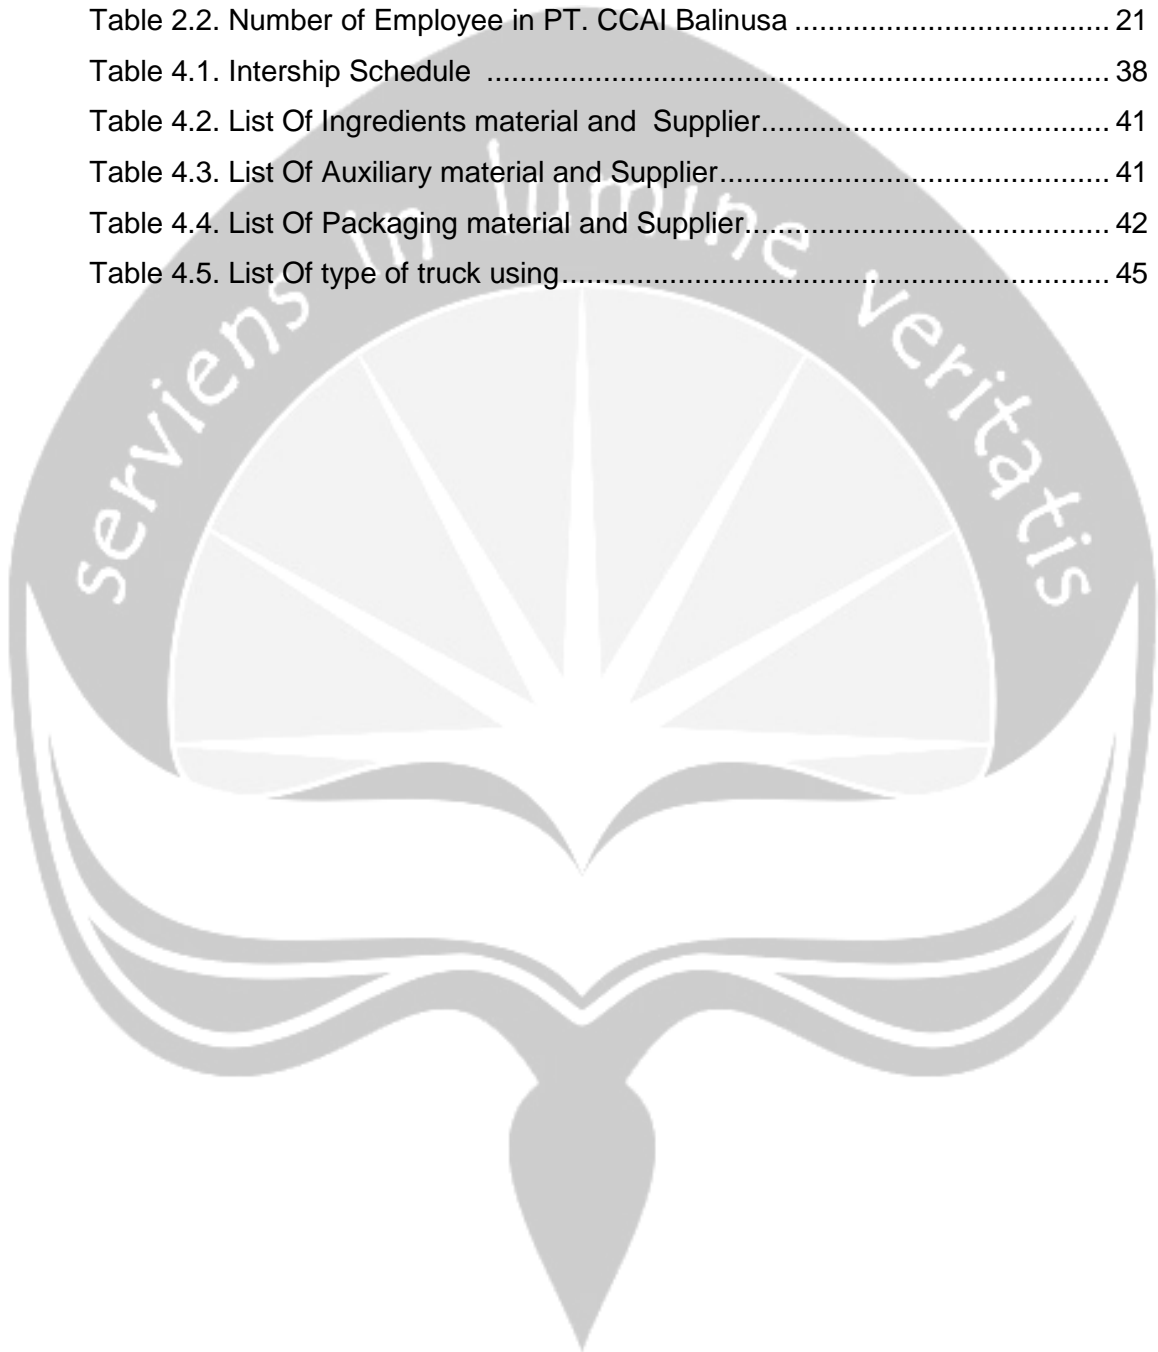 Table 2.2. Number of Employee in PT. CCAI Balinusa ...................................... 21
Table 4.1. Intership Schedule ............................................................................... 38
Table 4.2. List Of Ingredients material and Supplier.......................................... 41
Table 4.3. List Of Auxiliary material and Supplier............................................... 41
Table 4.4. List Of Packaging material and Supplier............................................ 42
Table 4.5. List Of type of truck using................................................................... 45
serviens in lumine veritatis